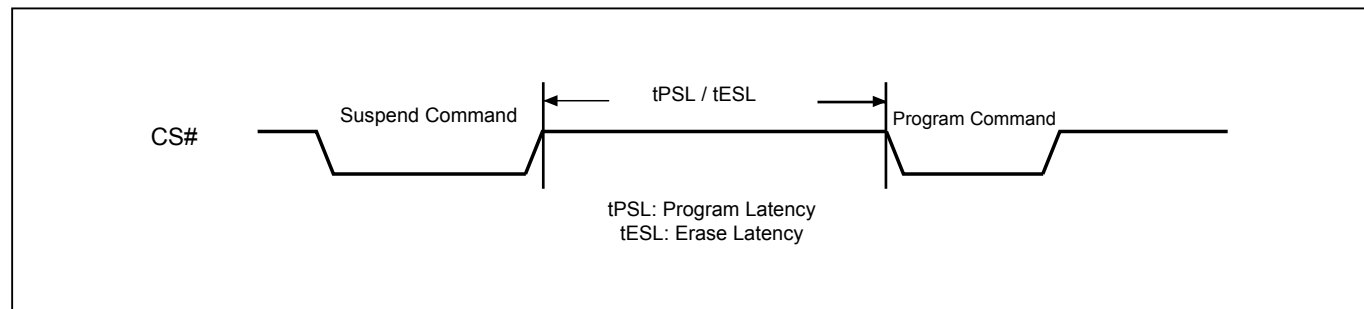 tPSL / tESL
Suspend Command
Program Command
CS#
tPSL: Program Latency
tESL: Erase Latency